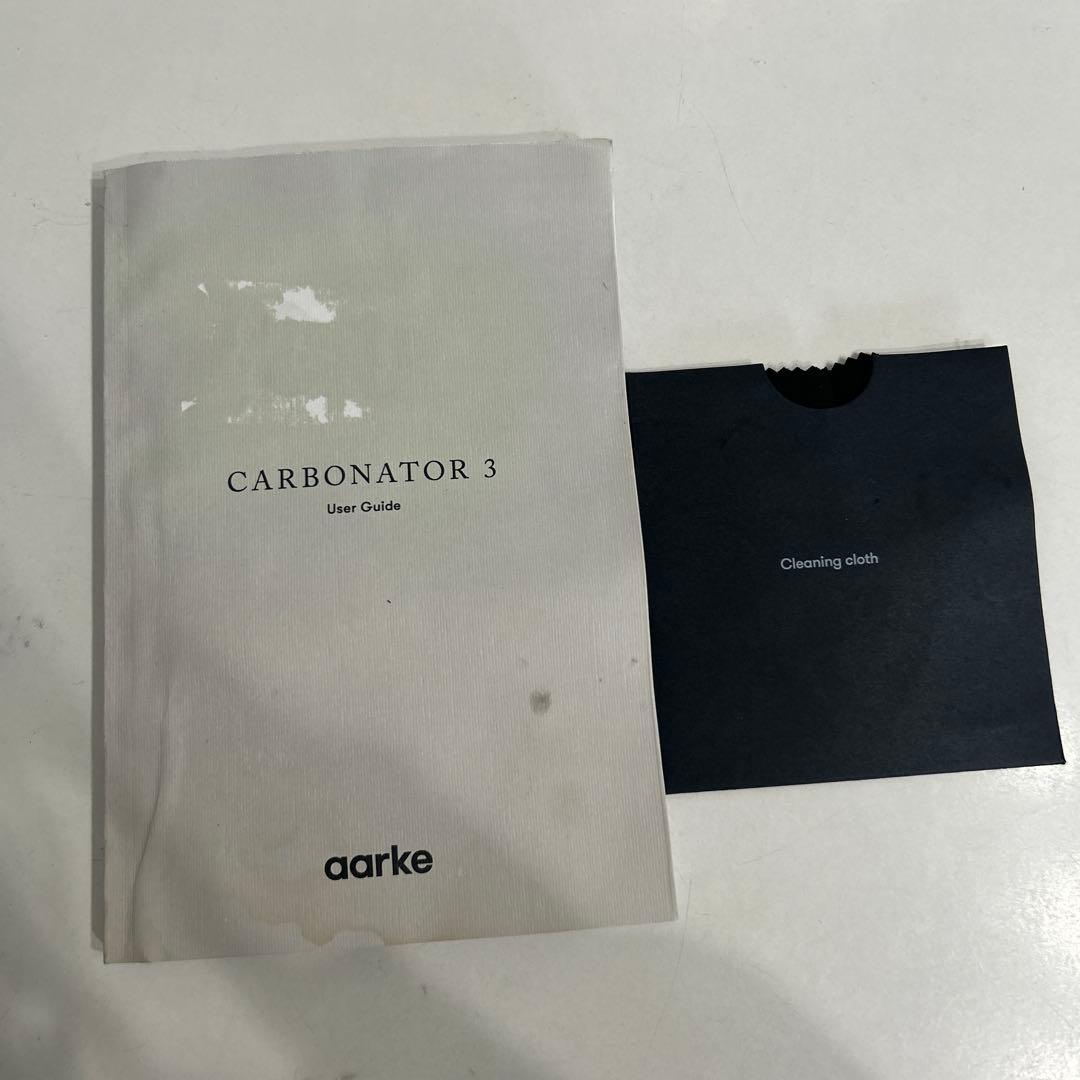 CARBONATOR 3
User Guide
aarke
Cleaning cloth